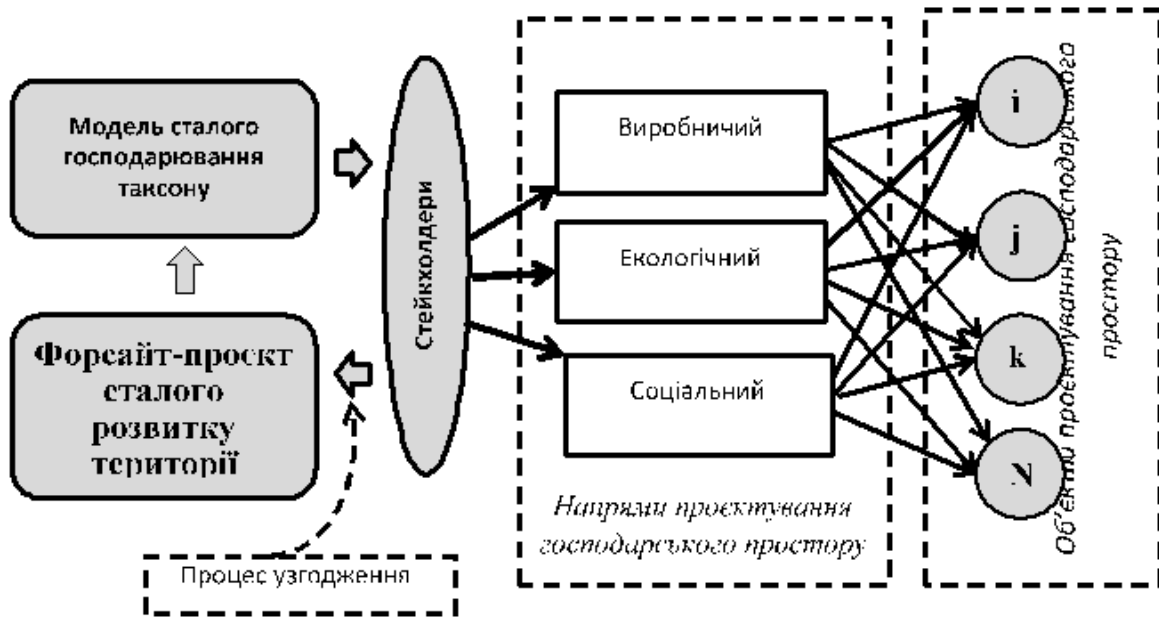 Модель сталого
господарювання
таксону
Форсайт-проєкт
сталого
розвитку
території
Процес узгодження
Стейкхолдери
Виробничий
Екологічний
Соціальний
Напрями проєктування
господарського простору
i
j
k
N
Об'єкти проєктування господарського
простору